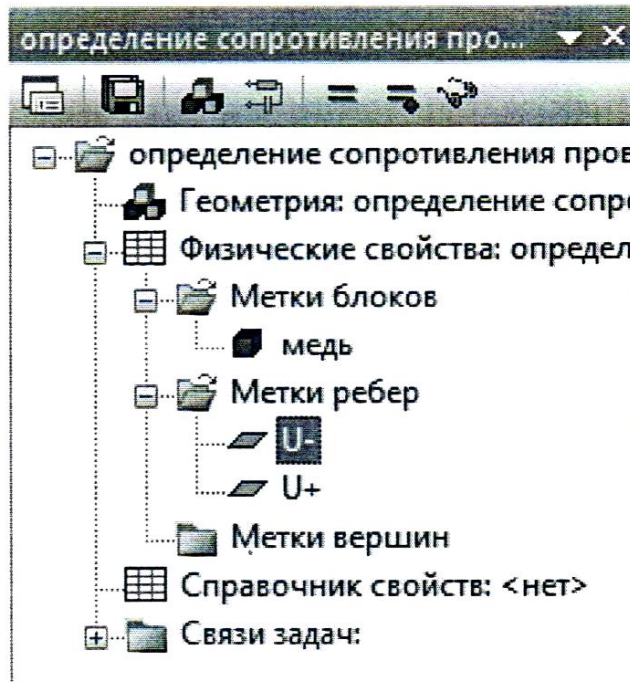 определение сопротивления про...
определение сопротивления пров
Геометрия: определение сопро
Физические свойства: определ
Метки блоков
медь
Метки ребер
U-
U+
Метки вершин
Справочник свойств: <нет>
Связи задач: